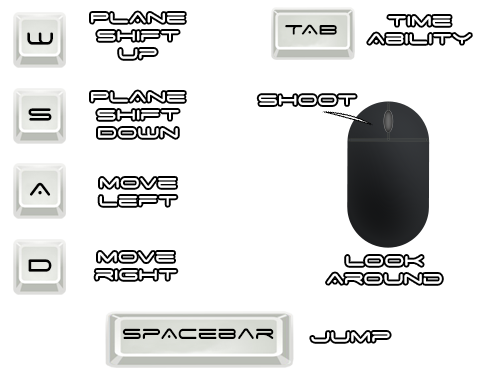 W
PLANE
SHIFT
UP
TAB
TIME
ABILITY
S
PLANE
SHIFT
DOWN
SHOOT
A
MOVE
LEFT
D
MOVE
RIGHT
LOOK
AROUND
SPACEBAR
JUMP